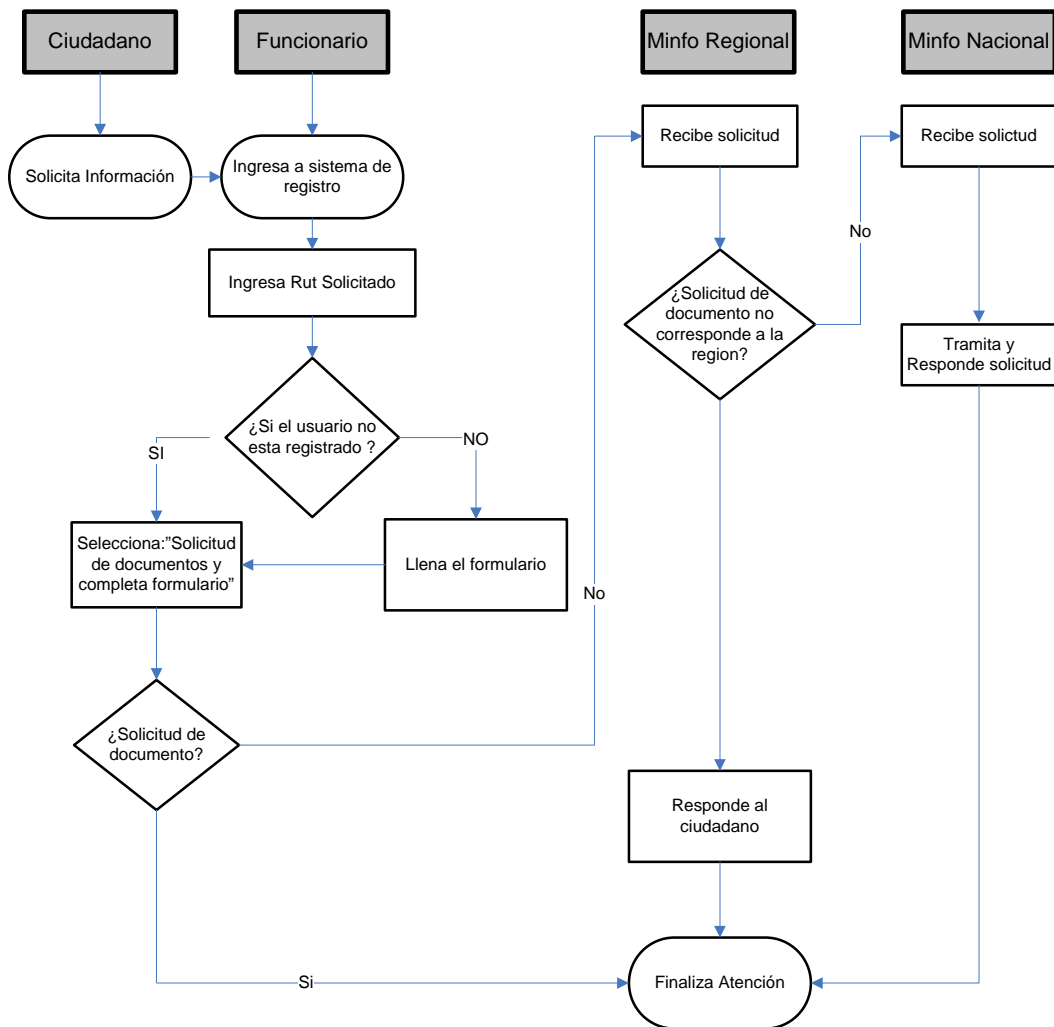 Ciudadano
Funcionario
Minfo Regional
Minfo Nacional
Solicita Información
Ingresa a sistema de
registro
Recibe solicitud
Recibe solictud
Ingresa Rut Solicitado
No
¿Solicitud de
documento no
corresponde a la
region?
Tramita y
Responde solicitud
¿Si el usuario no
esta registrado ?
SI
NO
Selecciona:”Solicitud
de documentos y
completa formulario”
Llena el formulario
No
¿Solicitud de
documento?
Responde al
ciudadano
Si
Finaliza Atención